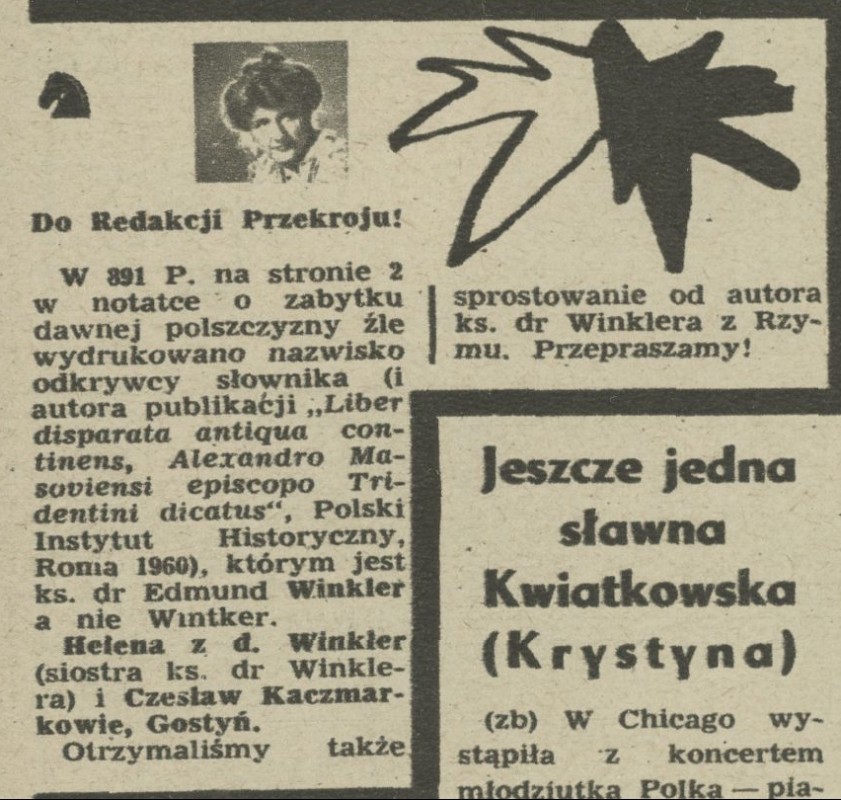 Do Redakcji Przekroju!
W 891 P. na stronie 2
w notatce o zabytku
dawnej polszczyzny źle
wydrukowano nazwisko
odkrywcy słownika (i
autora publikacji „Liber
disparata antiqua con-
tinens, Alexandro Ma-
soviensi episcopo Tri-
dentini dicatus“, Polski
Instytut Historyczny,
Roma 1960), którym jest
ks. dr Edmund Winkler
a nie Wintker.
Helena z d. Winkler
(siostra ks. dr Winkle-
ra) i Czesław Kaczmar-
kowie, Gostyń.
Otrzymaliśmy także
sprostowanie od autora
ks. dr Winklera z Rzy-
mu. Przepraszamy!
Jeszcze jedna
sławna
Kwiatkowska
(Krystyna)
(zb) W Chicago wy-
stąpiła z koncertem
młodziutka Polka — pia-